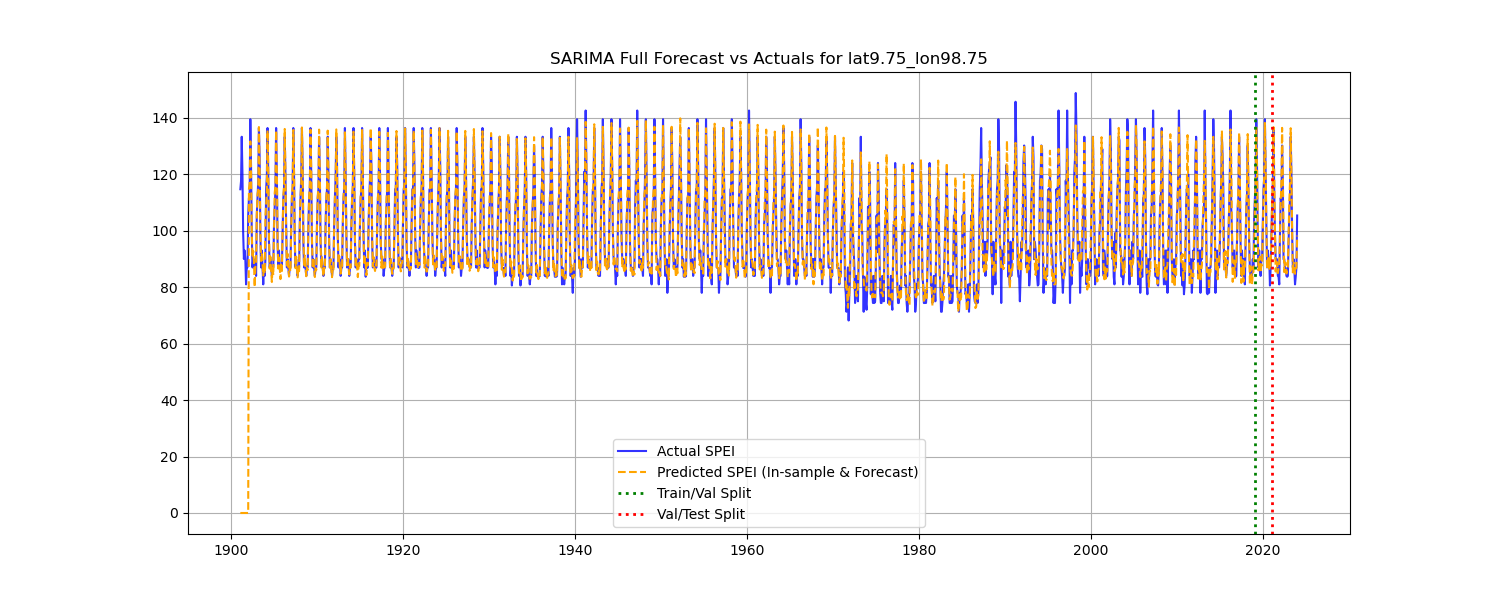 SARIMA Full Forecast vs Actuals for lat9.75_lon98.75
140
120
100
80
60
40
20
0
Actual SPEI
Predicted SPEI (In-sample & Forecast)
Train/Val Split
Val/Test Split
1900 1920 1940 1960 1980 2000 2020